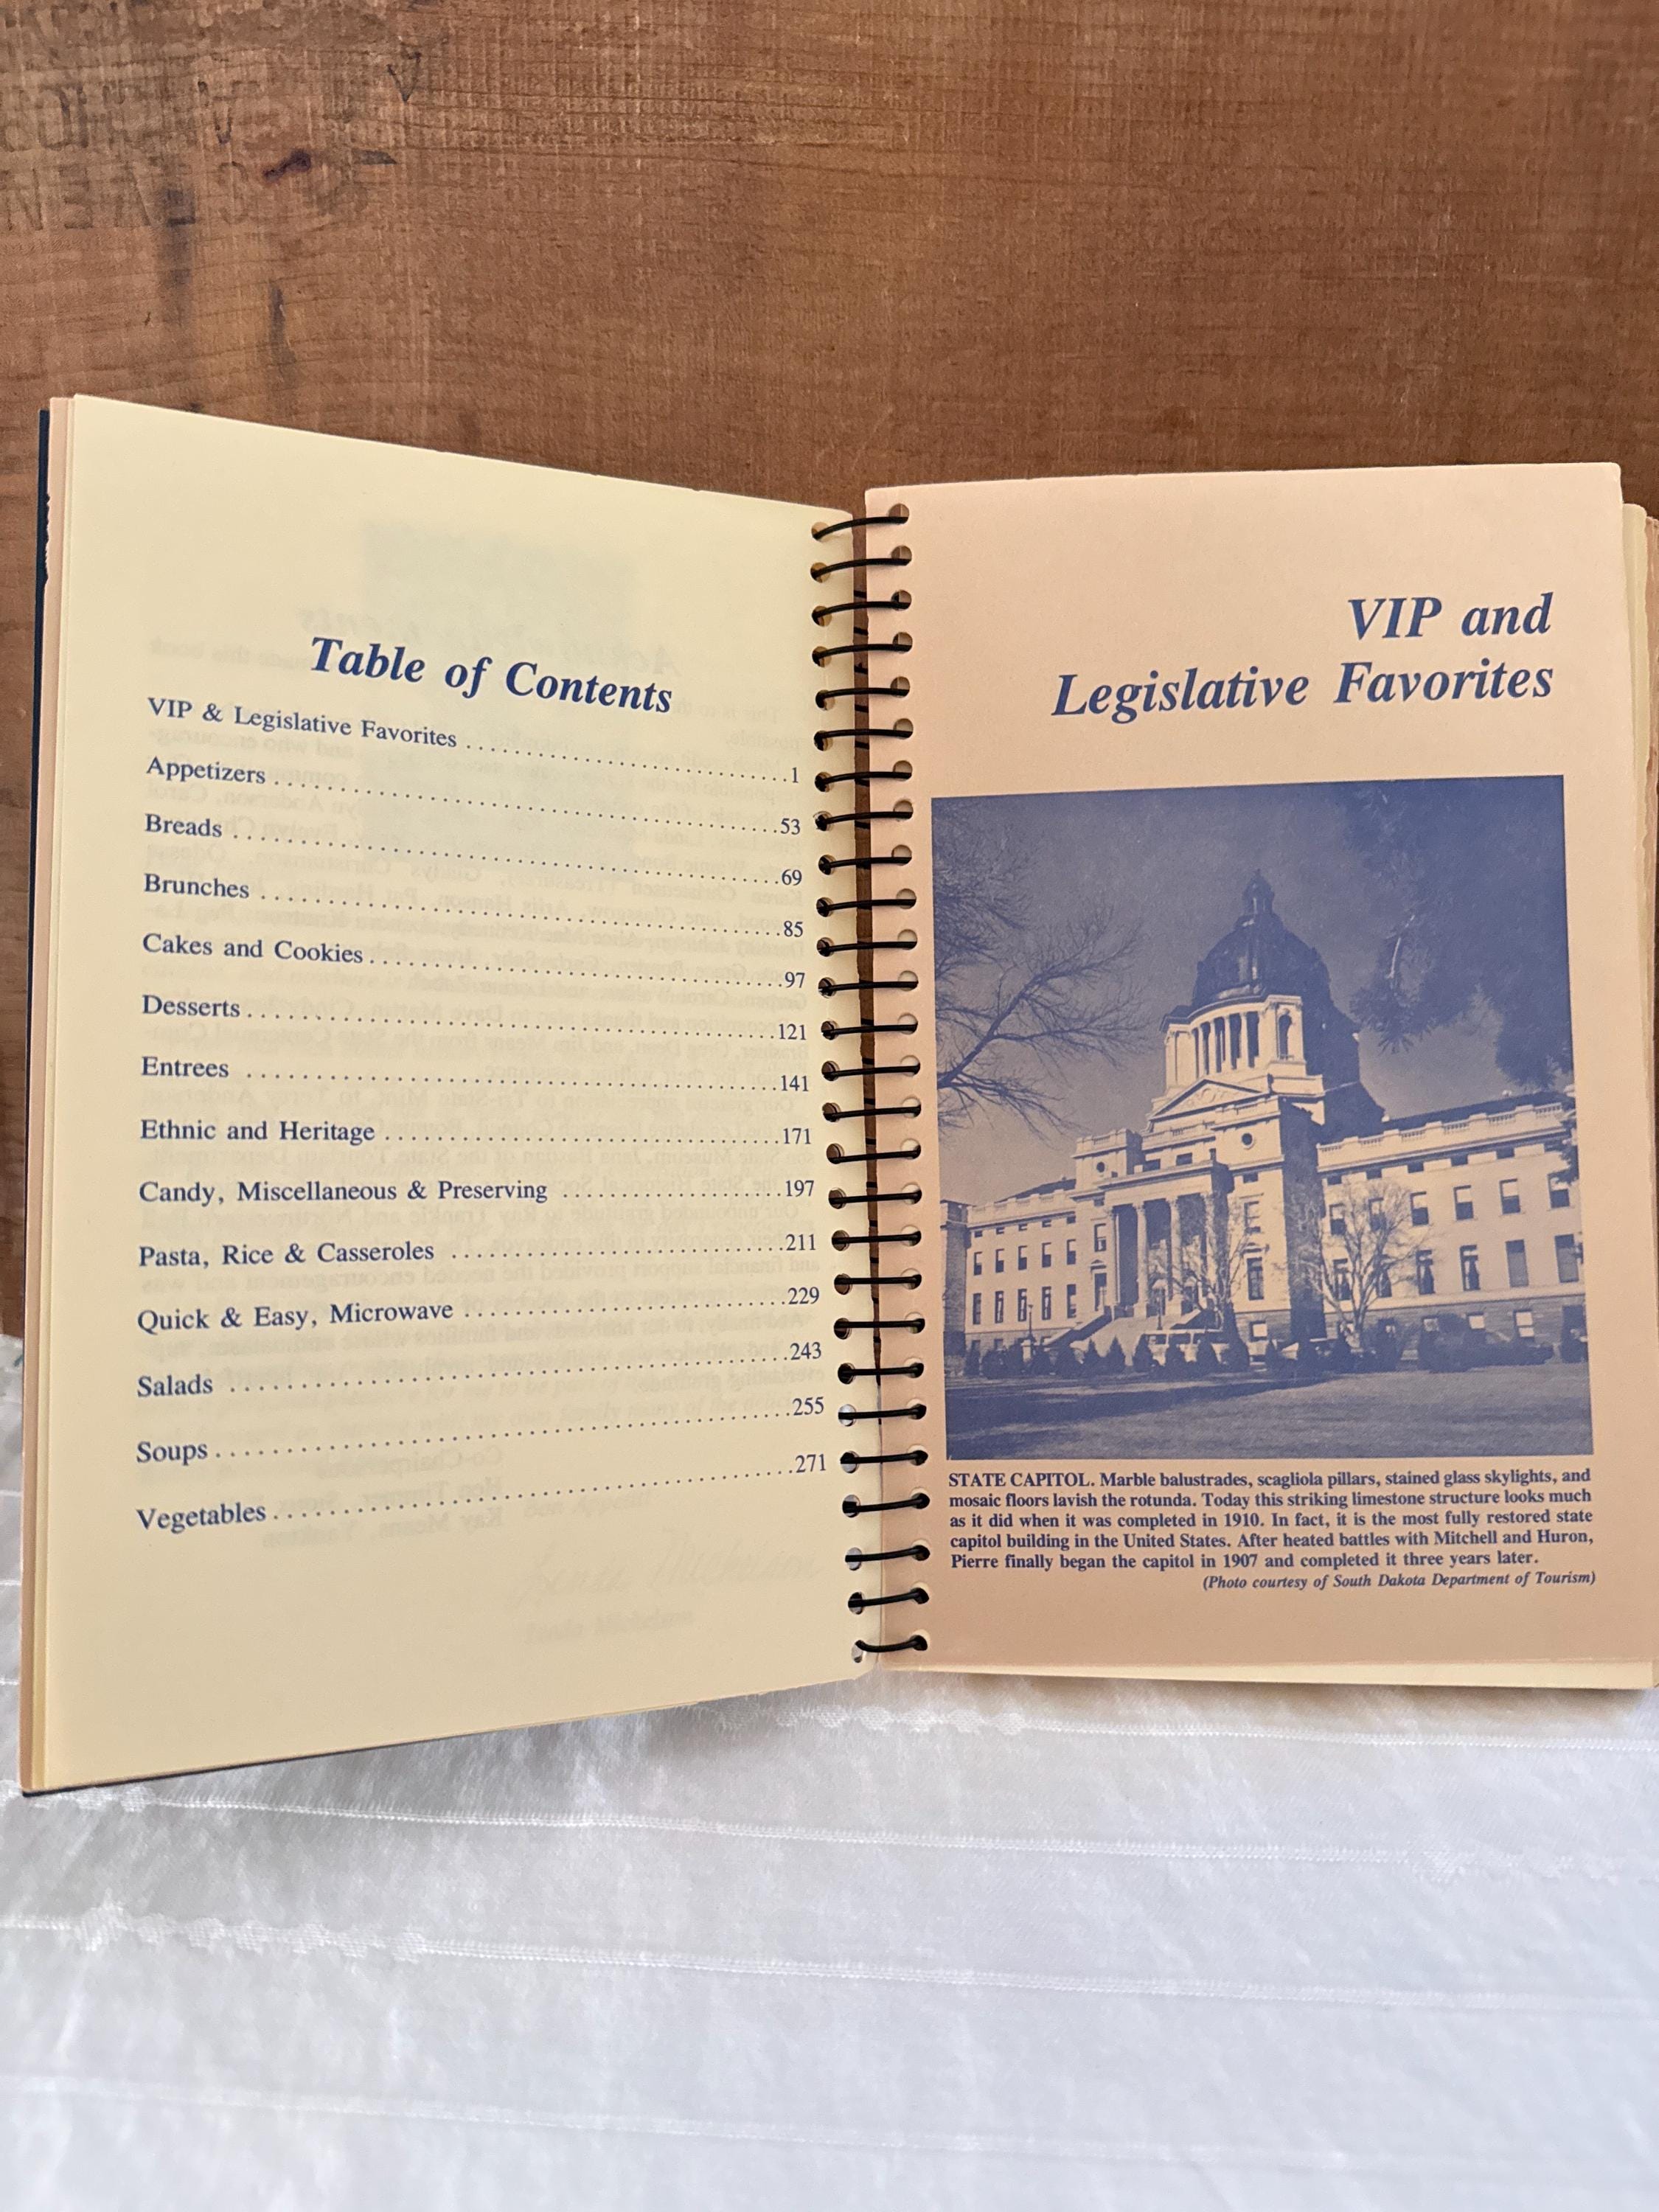 Table of Contents
VIP & Legislative Favorites ..............................1
Appetizers ..............................53
Breads ..............................69
Brunches ..............................85
Cakes and Cookies ..............................97
Desserts ..............................121
Entrees ..............................141
Ethnic and Heritage ..............................171
Candy, Miscellaneous & Preserving ....................197
Pasta, Rice & Casseroles ..............................211
Quick & Easy, Microwave ..............................229
Salads ..............................243
Soups ..............................255
Vegetables ..............................271
VIP and
Legislative Favorites
STATE CAPITOL. Marble balustrades, scagliola pillars, stained glass skylights, and
mosaic floors lavish the rotunda. Today this striking limestone structure looks much
as it did when it was completed in 1910. In fact, it is the most fully restored state
capitol building in the United States. After heated battles with Mitchell and Huron,
Pierre finally began the capitol in 1907 and completed it three years later.
(Photo courtesy of South Dakota Department of Tourism)